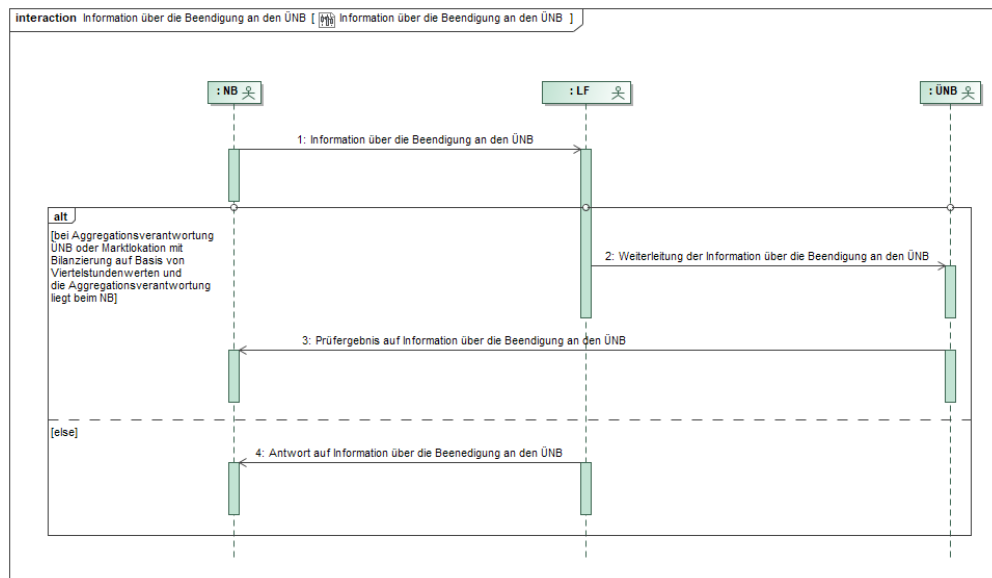 interaction Information über die Beendigung an den ÜNB [ Information über die Beendigung an den ÜNB ]
: NB
: LF
: ÜNB
1: Information über die Beendigung an den ÜNB
alt
[bei Aggregationsverantwortung
ÜNB oder Marktlokation mit
Bilanzierung auf Basis von
Viertelstundenwerten und
die Aggregationsverantwortung
liegt beim NB]
2: Weiterleitung der Information über die Beendigung an den ÜNB
3: Prüfergebnis auf Information über die Beendigung an den ÜNB
[else]
4: Antwort auf Information über die Beenedigung an den ÜNB